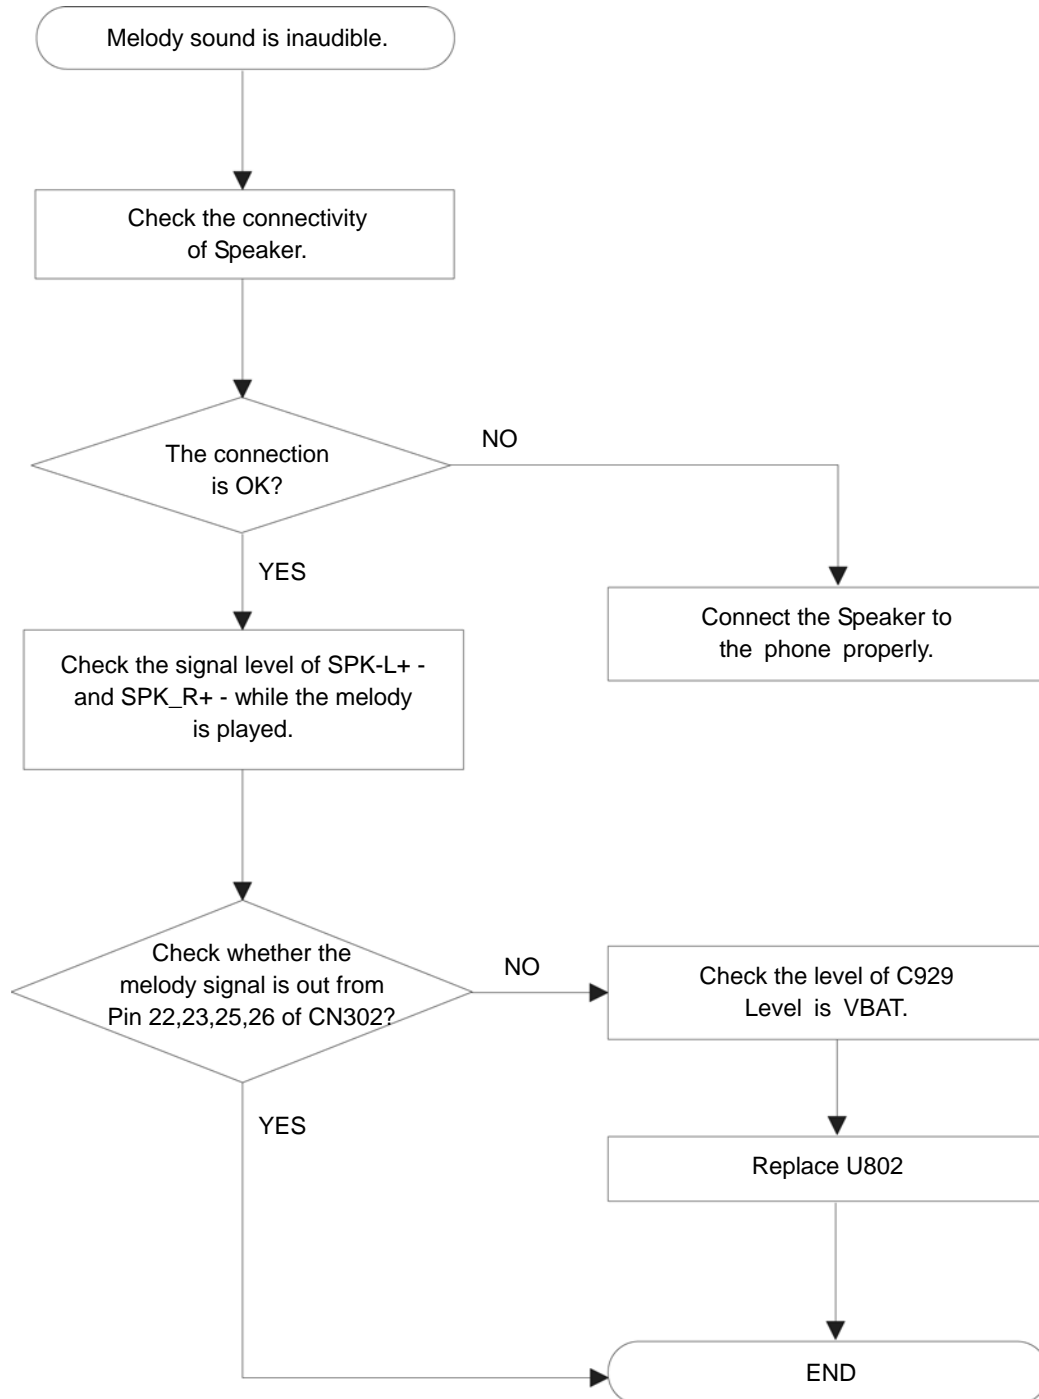 Melody sound is inaudible.
Check the connectivity
of Speaker.
The connection
is OK?
NO
YES
Connect the Speaker to
the phone properly.
Check the signal level of SPK-L+ -
and SPK_R+ - while the melody
is played.
Check whether the
melody signal is out from
Pin 22,23,25,26 of CN302?
NO
Check the level of C929
Level is VBAT.
YES
Replace U802
END